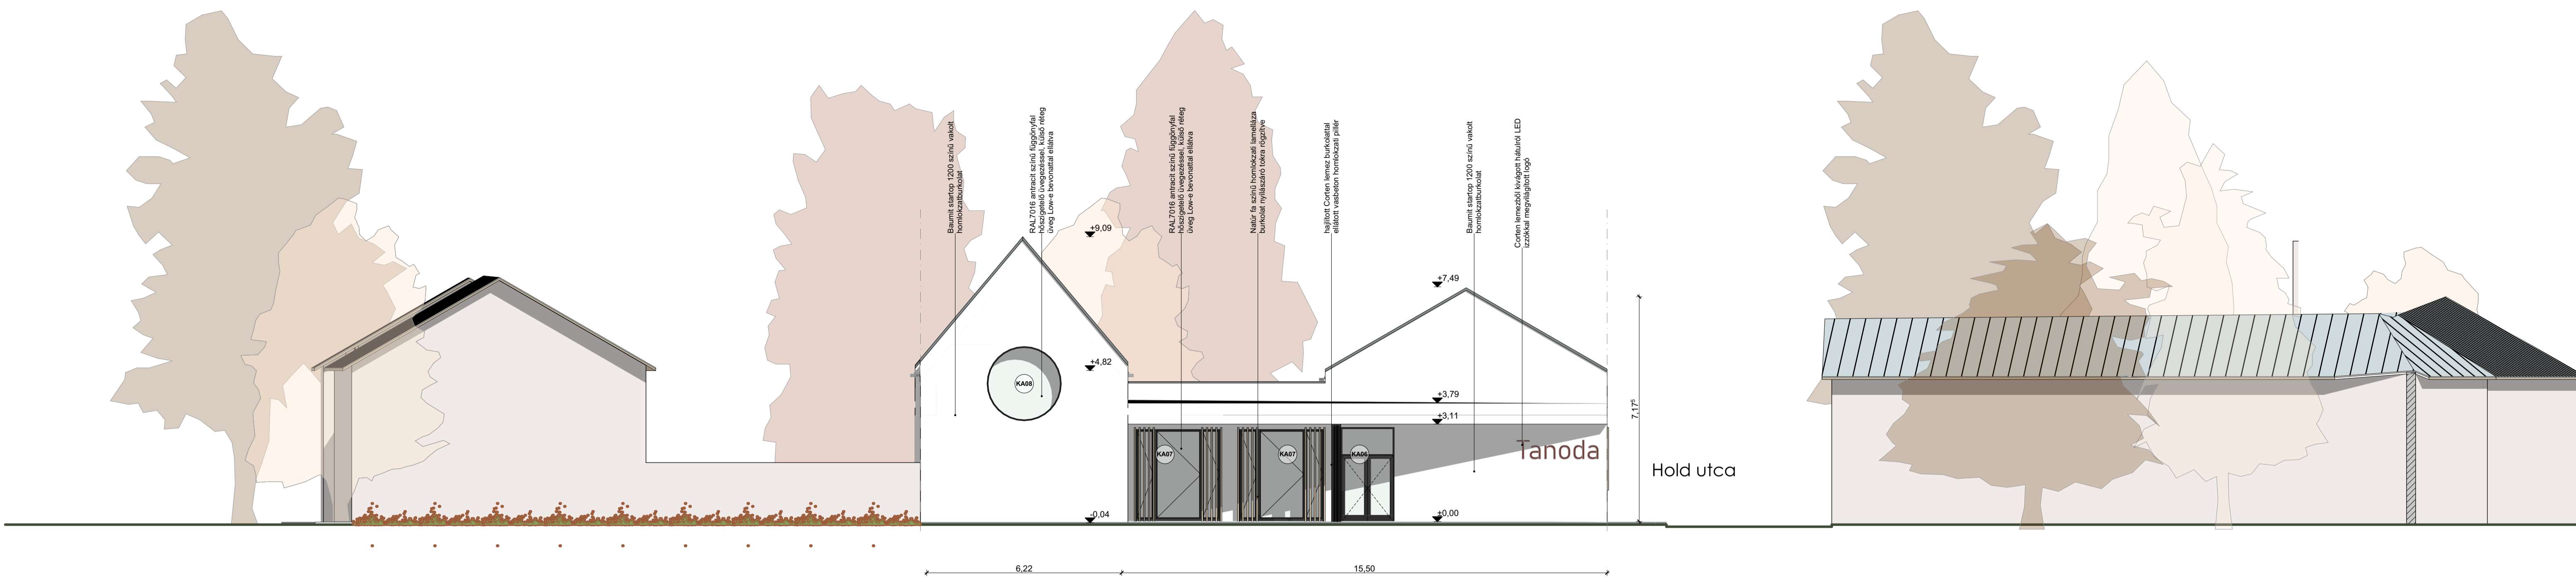 Baumit startop 1200 színű vakolt
homlokzatburkolat
RAL7016 antracit színű függönyfal
hőszigetelő üvegezéssel, külső réteg
üveg Low-e bevonattal ellátva
RAL7016 antracit színű függönyfal
hőszigetelő üvegezéssel, külső réteg
üveg Low-e bevonattal ellátva
Natúr fa színű homlokzati lamelláza
burkolat nyílászáró tokra rögzítve
hajlított Corten lemez burkolattal
ellátott vasbeton homlokzati pillér
Baumit startop 1200 színű vakolt
homlokzatburkolat
Corten lemezből kivágott hátulról LED
izzókkal megvilágított logó
+9,09
+7,49
+4,82
KA08
+3,79
+3,11
7,17⁵
KA07
KA07
KA06
Tanoda
Hold utca
-0,04
+0,00
6,22
15,50